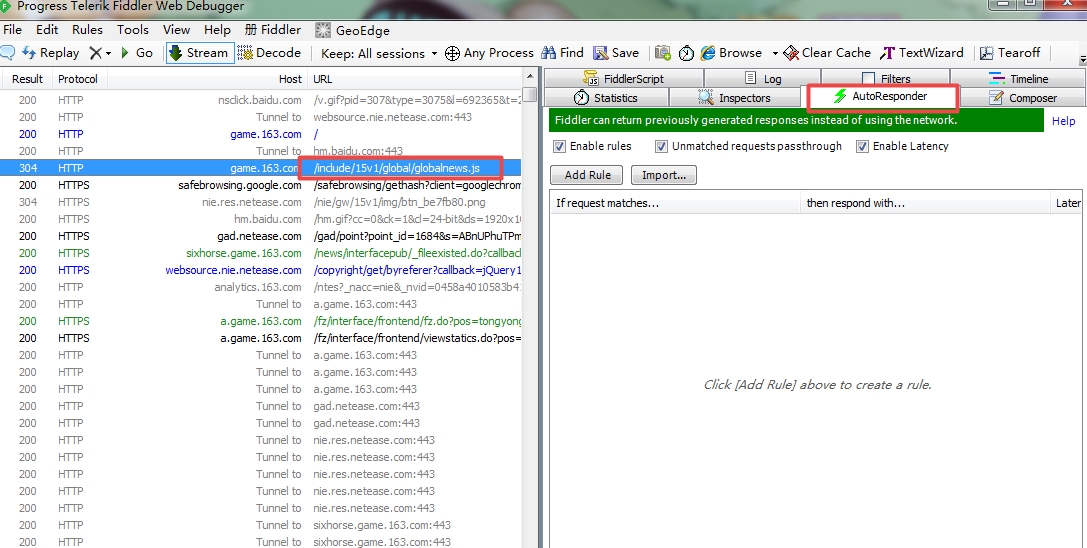 Progress Telerik Fiddler Web Debugger
File Edit Rules Tools View Help 册 Fiddler GeoEdge
Replay X Go Stream Decode Keep: All sessions Any Process Find Save Browse Clear Cache TextWizard Tearoff
Result Protocol Host URL
200 HTTP nsclick.baidu.com /v.gif?pid=307&type=3075&l=692365&t=2
200 HTTP Tunnel to websource.nie.netease.com:443
200 HTTP game.163.com /
200 HTTP Tunnel to hm.baidu.com:443
304 HTTP game.163.com /include/15v1/global/globalnews.js
200 HTTPS safebrowsing.google.com /safebrowsing/gethash?client=googlechrom
304 HTTP nie.res.netease.com /nie/gw/15v1/img/btn_be7fb80.png
200 HTTPS hm.baidu.com /hm.gif?cc=0&ck=1&cl=24-bit&ds=1920x10
200 HTTPS gad.netease.com /gad/point?point_id=1684&s=ABnUPhuTPm
200 HTTP sixhorse.game.163.com /news/interfacepub/_fileexisted.do?callback
200 HTTPS websource.nie.netease.com /copyright/get/byreferer?callback=jQuery1
200 HTTP analytics.163.com /ntes?_nacc=nie&_nvid=0458a4010583b41
200 HTTP Tunnel to a.game.163.com:443
200 HTTPS a.game.163.com /fz/interface/frontend/fz.do?pos=tongyong
200 HTTPS a.game.163.com /fz/interface/frontend/viewstatics.do?pos=
200 HTTP Tunnel to a.game.163.com:443
200 HTTP Tunnel to a.game.163.com:443
200 HTTP Tunnel to a.game.163.com:443
200 HTTP Tunnel to gad.netease.com:443
200 HTTP Tunnel to gad.netease.com:443
200 HTTP Tunnel to nie.res.netease.com:443
200 HTTP Tunnel to nie.res.netease.com:443
200 HTTP Tunnel to nie.res.netease.com:443
200 HTTP Tunnel to nie.res.netease.com:443
200 HTTP Tunnel to nie.res.netease.com:443
200 HTTP Tunnel to sixhorse.game.163.com:443
200 HTTP Tunnel to sixhorse.game.163.com:443
FiddlerScript Log Filters Timeline
Statistics Inspectors AutoResponder Composer
Fiddler can return previously generated responses instead of using the network. Help
Enable rules Unmatched requests passthrough Enable Latency
Add Rule Import...
If request matches... then respond with... Later
Click [Add Rule] above to create a rule.